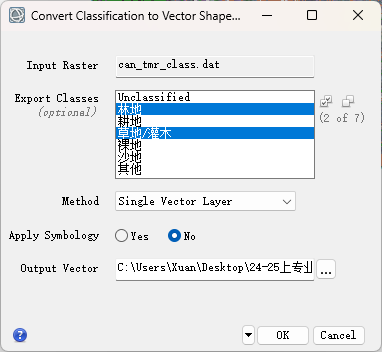 Convert Classification to Vector Shape...
Input Raster
can_tmr_class.dat
Export Classes
(optional)
Unclassified
林地
耕地
草地/灌木
裸地
沙地
其他
(2 of 7)
Method
Single Vector Layer
Apply Symbology
Yes
No
Output Vector
C:\Users\Xuan\Desktop\24-25上专业
...
?
OK
Cancel